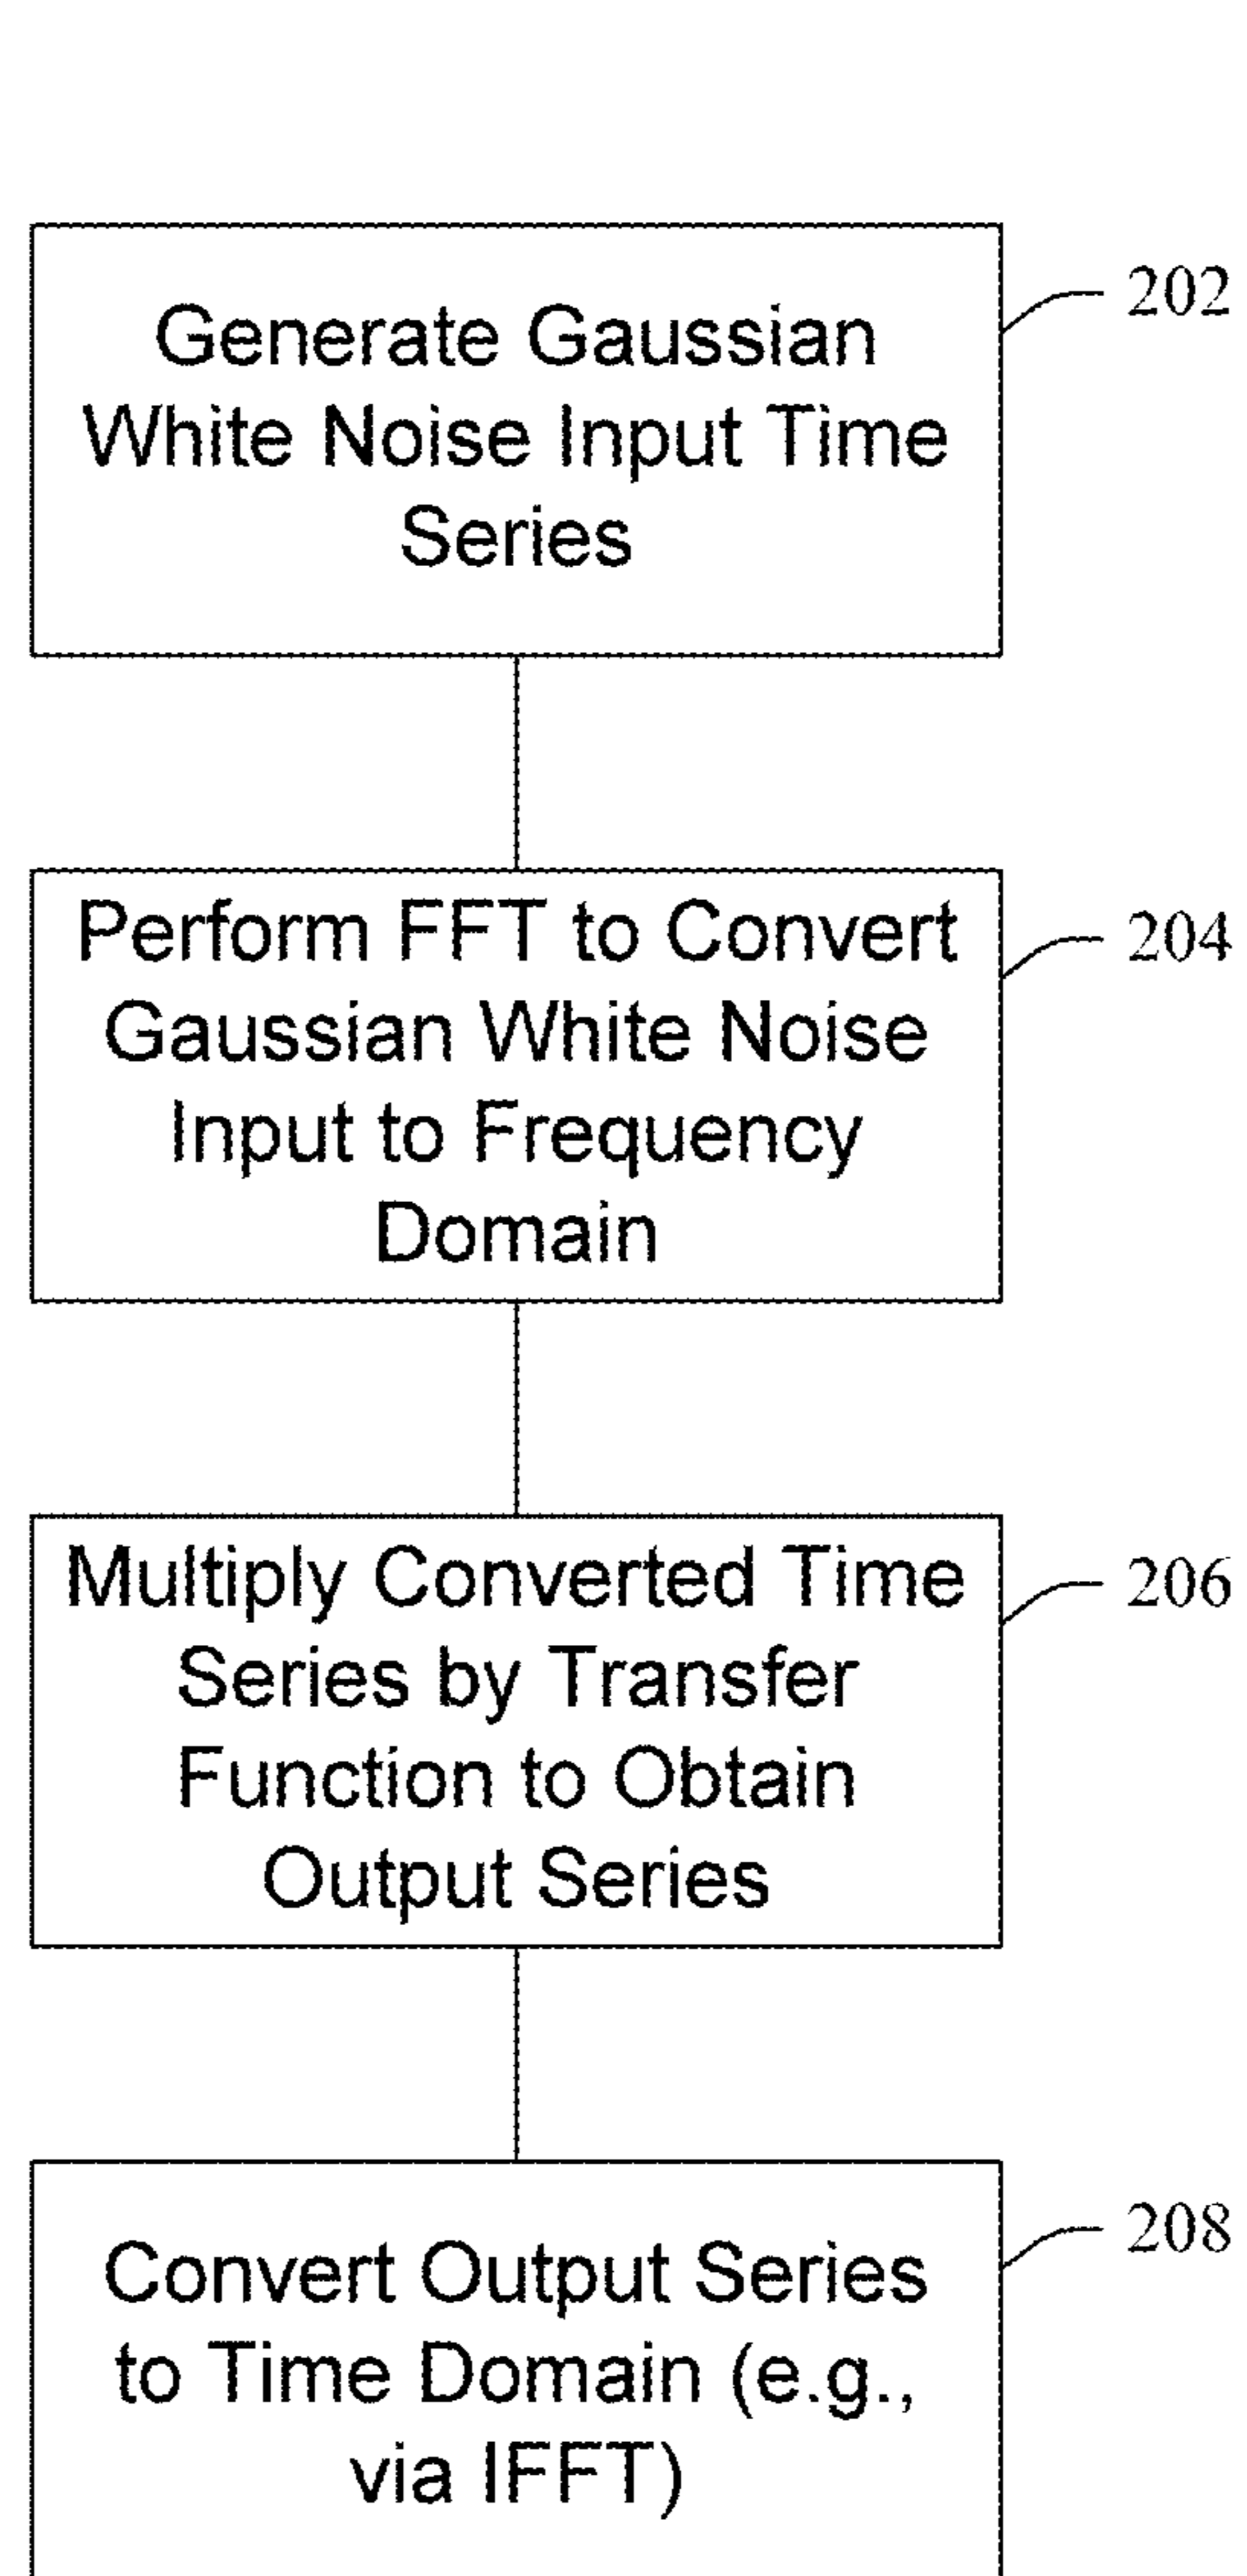 Generate Gaussian
White Noise Input Time
Series
202
Perform FFT to Convert
Gaussian White Noise
Input to Frequency
Domain
204
Multiply Converted Time
Series by Transfer
Function to Obtain
Output Series
206
Convert Output Series
to Time Domain (e.g.,
via IFFT)
208